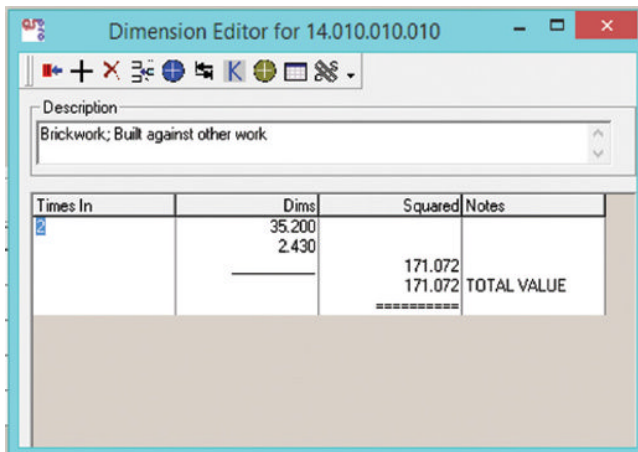 Dimension Editor for 14.010.010.010
K
Description
Brickwork; Built against other work
Times In Dims Squared Notes
2 35.200
2.430
171.072
171.072 TOTAL VALUE
==========